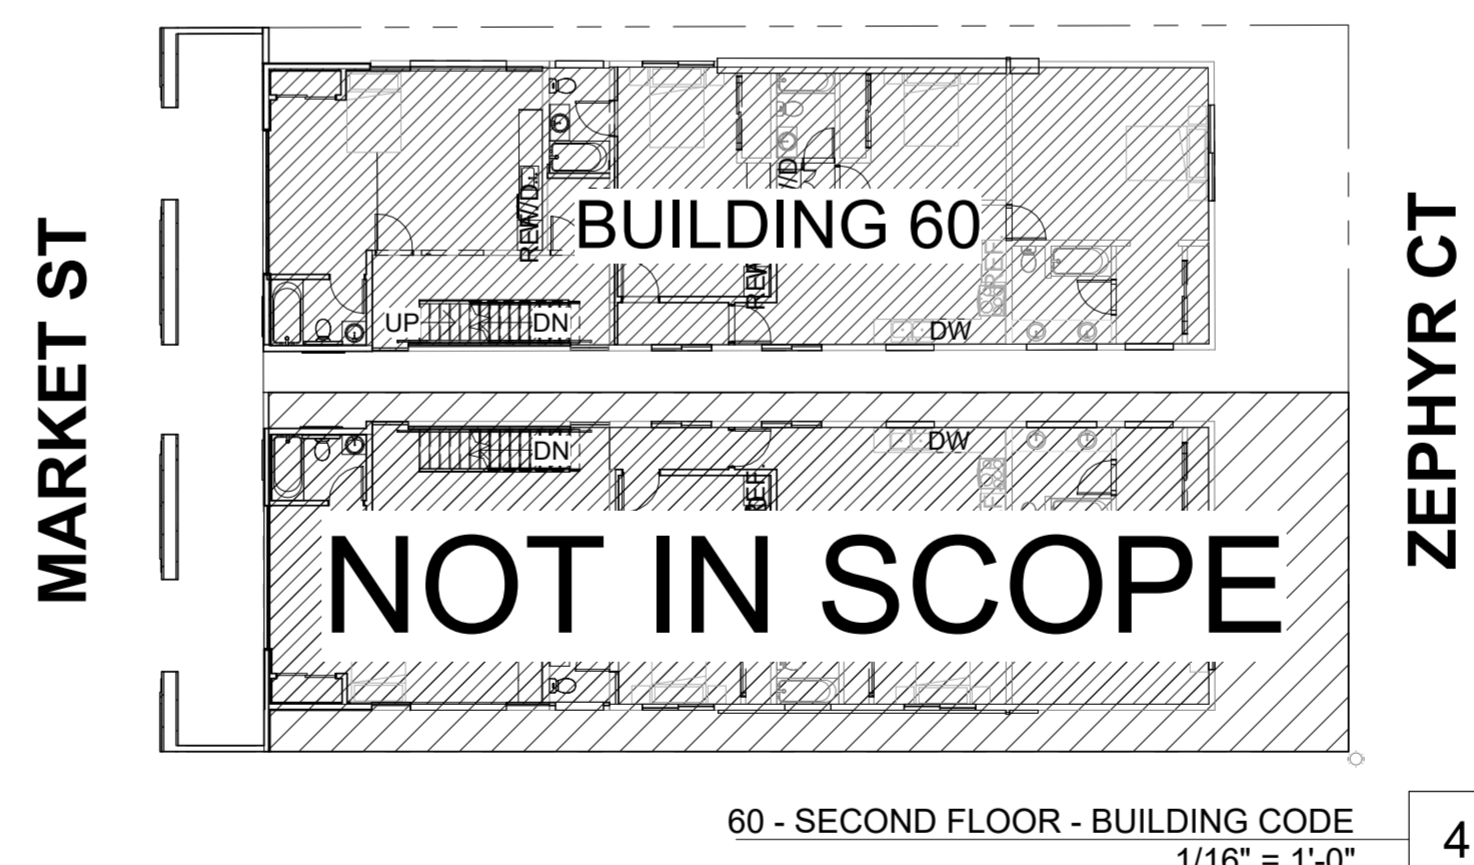 MARKET ST
BUILDING 60
UP
DN
DW
REF
DN
DW
NOT IN SCOPE
ZEPHYR CT
60 - SECOND FLOOR - BUILDING CODE
1/16" = 1'-0"
4